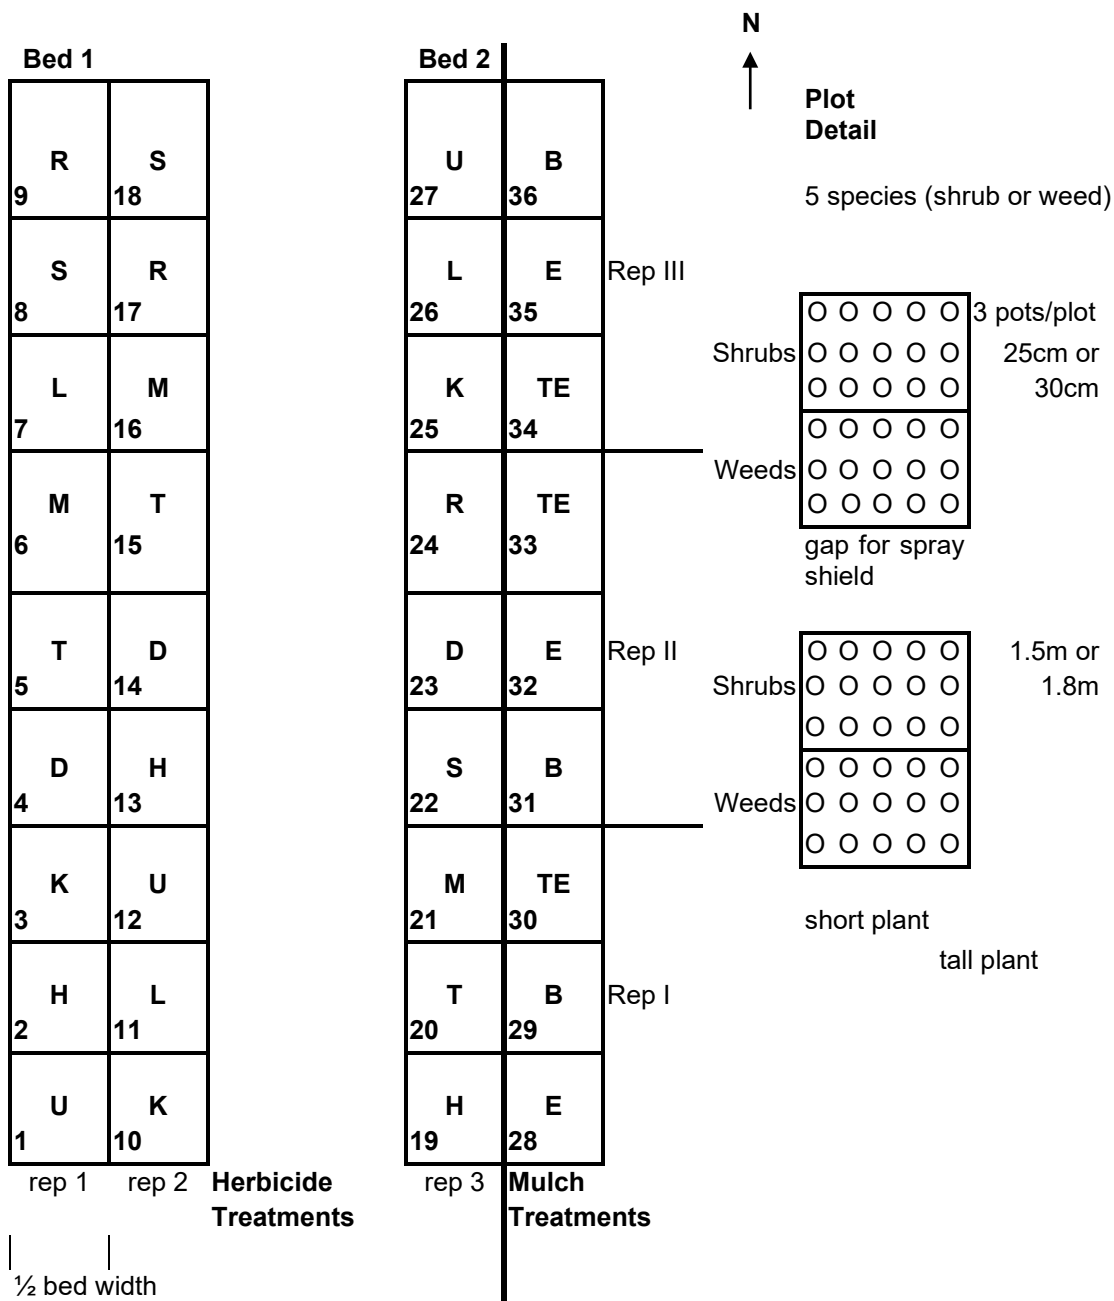 N
Bed 1
Bed 2
Plot
Detail
5 species (shrub or weed)
R S
9 18
U B
27 36
S R
8 17
L E
26 35
Rep III
L M
7 16
K TE
25 34
M T
6 15
R TE
24 33
T D
5 14
D E
23 32
Rep II
D H
4 13
S B
22 31
K U
3 12
M TE
21 30
H L
2 11
T B
20 29
Rep I
U K
1 10
H E
19 28
rep 1 rep 2 Herbicide
Treatments
rep 3 Mulch
Treatments
½ bed width
O O O O O 3 pots/plot
Shrubs O O O O O 25cm or
O O O O O 30cm
O O O O O
Weeds O O O O O
O O O O O
gap for spray
shield
O O O O O 1.5m or
Shrubs O O O O O 1.8m
O O O O O
O O O O O
Weeds O O O O O
O O O O O
short plant
tall plant